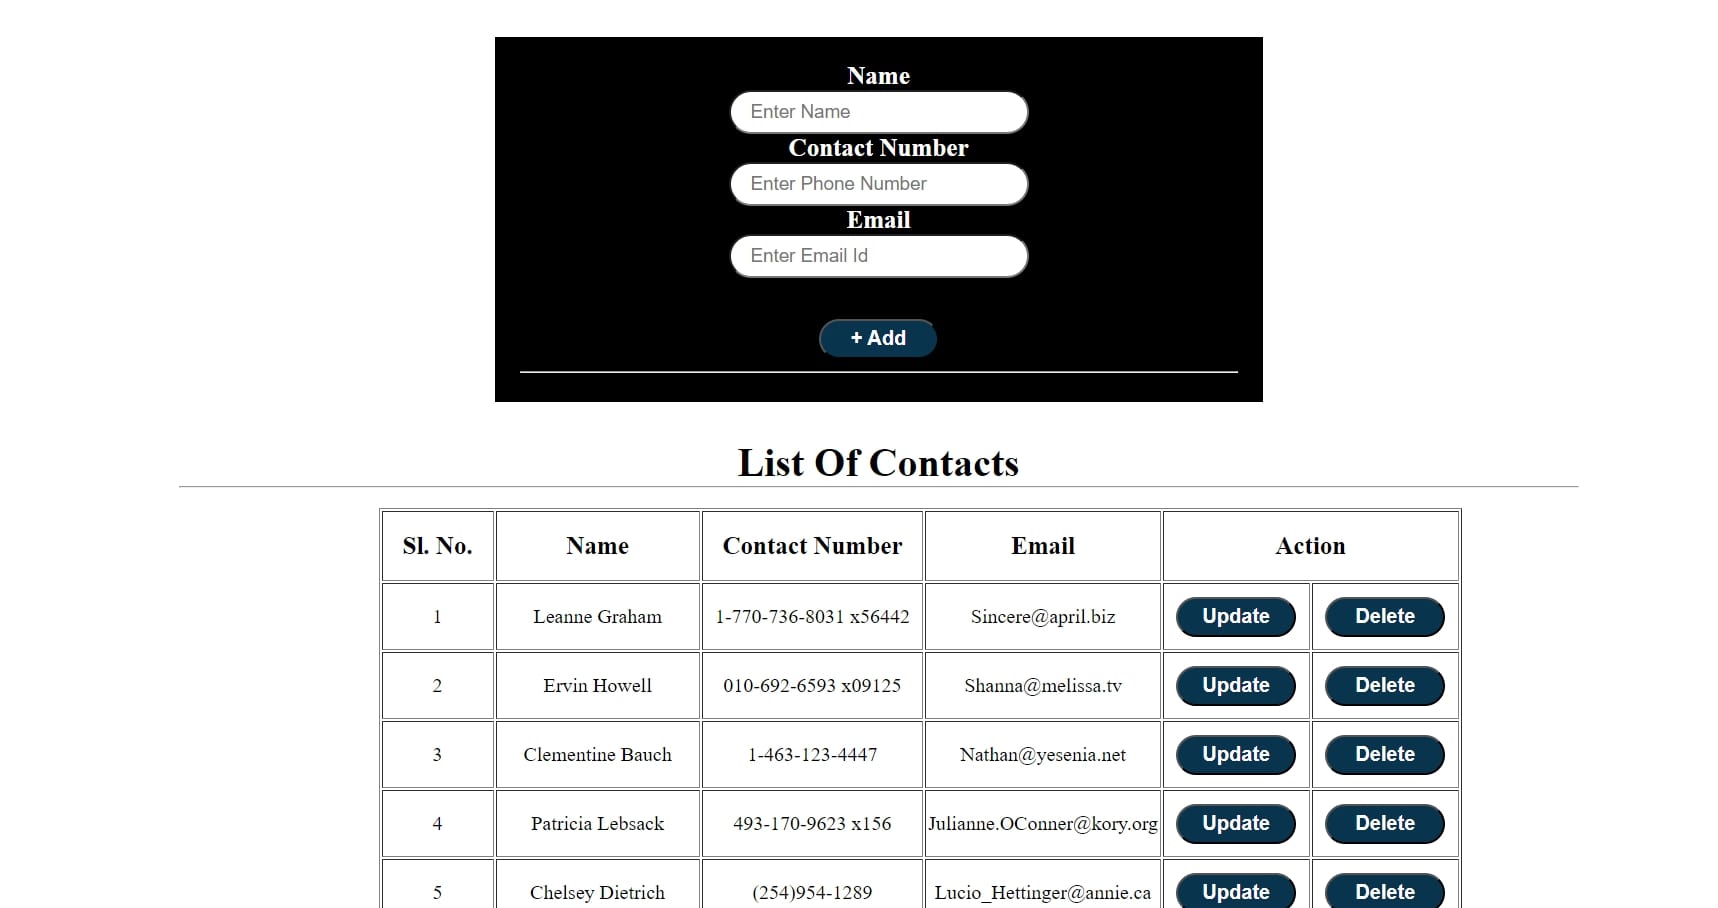 Name
Enter Name
Contact Number
Enter Phone Number
Email
Enter Email Id
+ Add
List Of Contacts
Sl. No. Name Contact Number Email Action
1 Leanne Graham 1-770-736-8031 x56442 Sincere@april.biz Update Delete
2 Ervin Howell 010-692-6593 x09125 Shanna@melissa.tv Update Delete
3 Clementine Bauch 1-463-123-4447 Nathan@yesenia.net Update Delete
4 Patricia Lebsack 493-170-9623 x156 Julianne.OConner@kory.org Update Delete
5 Chelsey Dietrich (254)954-1289 Lucio_Hettinger@annie.ca Update Delete